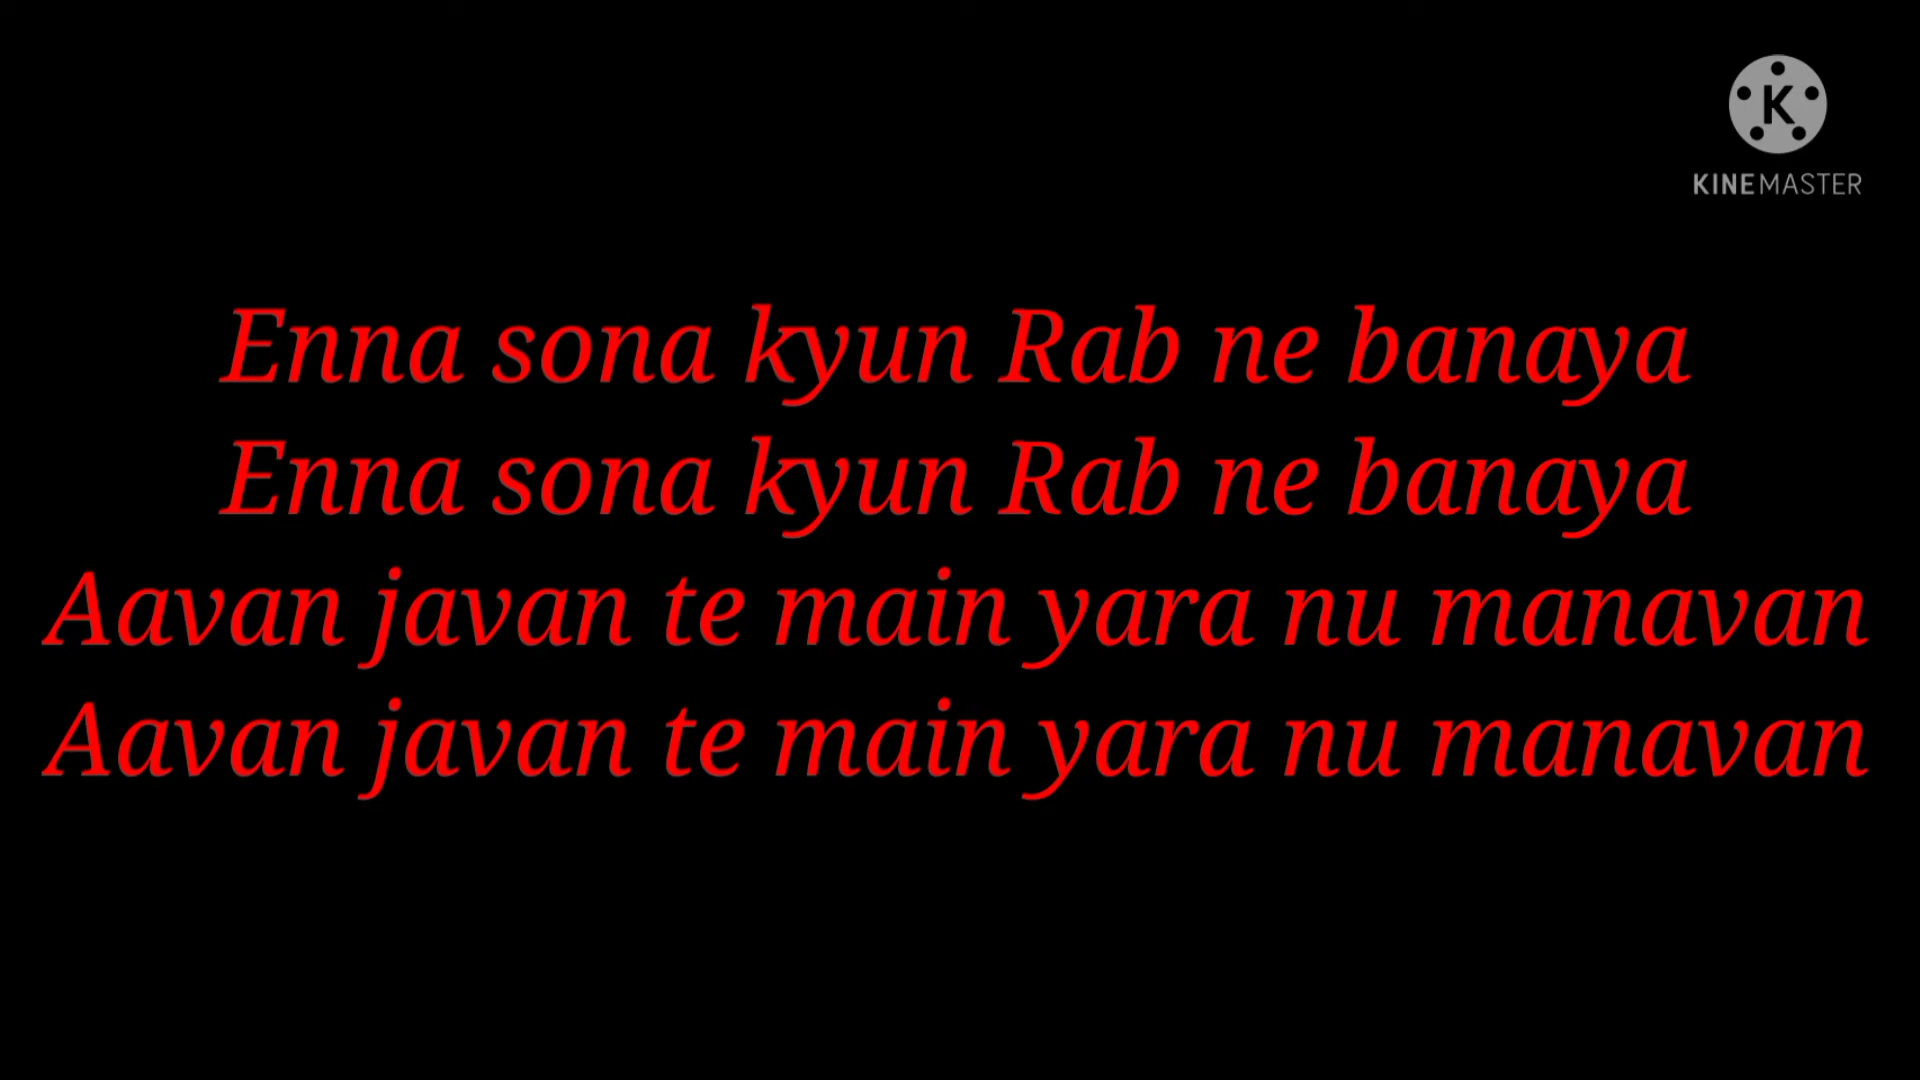 K
KINEMASTER
Enna sona kyun Rab ne banaya
Enna sona kyun Rab ne banaya
Aavan javan te main yara nu manavan
Aavan javan te main yara nu manavan